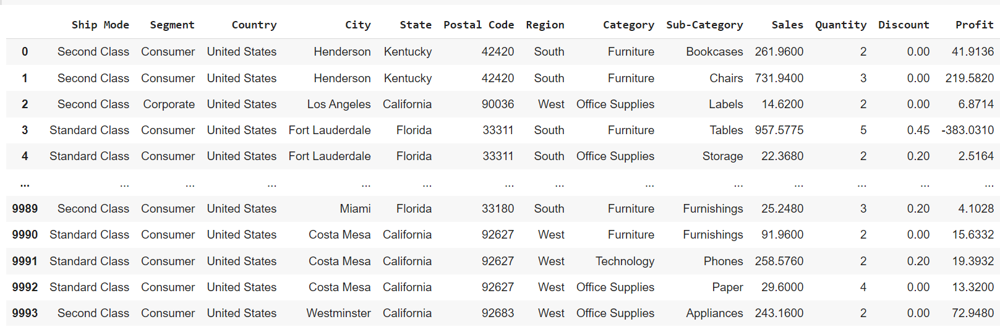 Ship Mode Segment Country City State Postal Code Region Category Sub-Category Sales Quantity Discount Profit
0 Second Class Consumer United States Henderson Kentucky 42420 South Furniture Bookcases 261.9600 2 0.00 41.9136
1 Second Class Consumer United States Henderson Kentucky 42420 South Furniture Chairs 731.9400 3 0.00 219.5820
2 Second Class Corporate United States Los Angeles California 90036 West Office Supplies Labels 14.6200 2 0.00 6.8714
3 Standard Class Consumer United States Fort Lauderdale Florida 33311 South Furniture Tables 957.5775 5 0.45 -383.0310
4 Standard Class Consumer United States Fort Lauderdale Florida 33311 South Office Supplies Storage 22.3680 2 0.20 2.5164
... ... ... ... ... ... ... ... ... ... ... ... ... ...
9989 Second Class Consumer United States Miami Florida 33180 South Furniture Furnishings 25.2480 3 0.20 4.1028
9990 Standard Class Consumer United States Costa Mesa California 92627 West Furniture Furnishings 91.9600 2 0.00 15.6332
9991 Standard Class Consumer United States Costa Mesa California 92627 West Technology Phones 258.5760 2 0.20 19.3932
9992 Standard Class Consumer United States Costa Mesa California 92627 West Office Supplies Paper 29.6000 4 0.00 13.3200
9993 Second Class Consumer United States Westminster California 92683 West Office Supplies Appliances 243.1600 2 0.00 72.9480